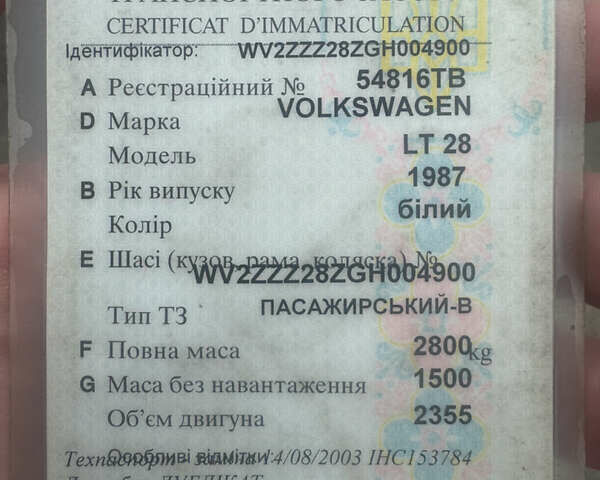 CERTIFICAT D’IMMATRICULATION
Ідентифікатор: WV2ZZZ28ZGH004900
A Реєстраційний № 54816ТВ
D Марка VOLKSWAGEN
Модель LT 28
B Рік випуску 1987
Колір білий
E Шасі (кузов, рама, коляска) №
WV2ZZZ28ZGH004900
Тип ТЗ ПАСАЖИРСЬКИЙ-В
F Повна маса 2800 kg
G Маса без навантаження 1500
Об’єм двигуна 2355
Особливі відмітки:
Техпаспорт - заміна 14/08/2003 IHC153784
ДУБЛІКАТ